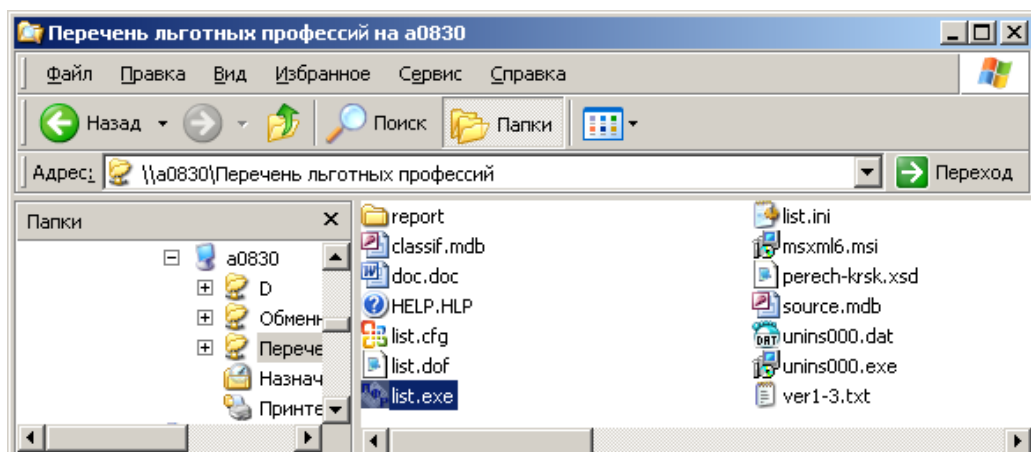 Перечень льготных профессий на a0830
Файл Правка Вид Избранное Сервис Справка
Назад Поиск Папки
Адрес: \\a0830\Перечень льготных профессий Переход
Папки
a0830
D
Обменн
Перече
Назнач
Принте
report
classif.mdb
doc.doc
HELP.HLP
list.cfg
list.dof
list.exe
list.ini
msxml6.msi
perech-krsk.xsd
source.mdb
unins000.dat
unins000.exe
ver1-3.txt